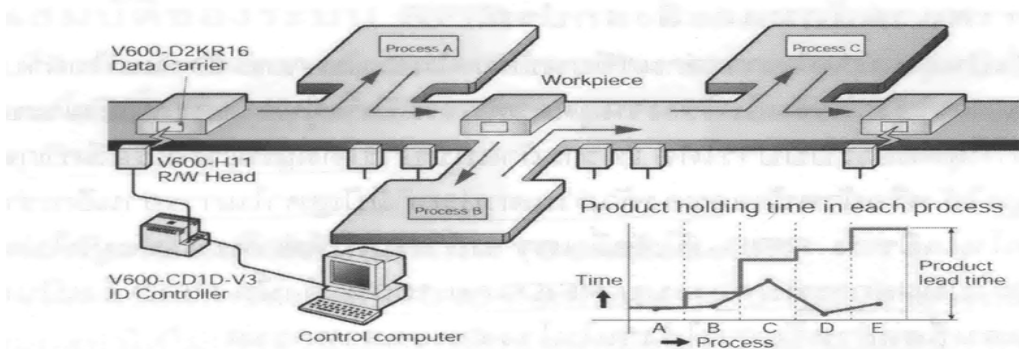 V600-D2KR16
Data Carrier
Process A
Process C
Workpiece
V600-H11
R/W Head
Process B
Product handling time in each process
V600-CD1D-V3
ID Controller
Control computer
Time
Product
lead time
A B C D E
Process